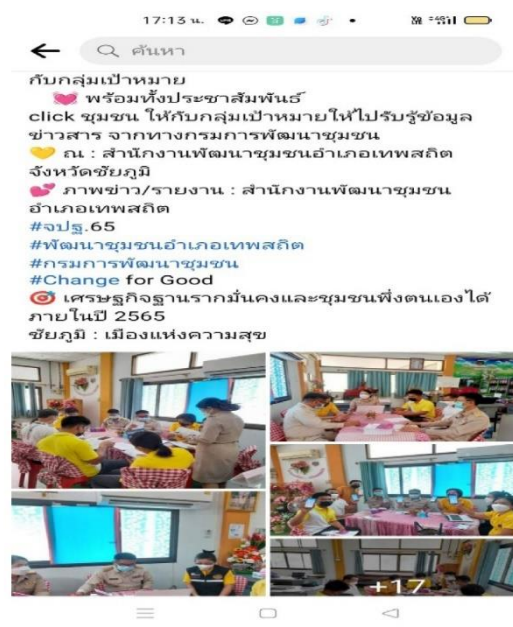 17:13 น.
ค้นหา
กับกลุ่มเป้าหมาย
💓 พร้อมทั้งประชาสัมพันธ์
click ชุมชน ให้กับกลุ่มเป้าหมายให้ไปรับรู้ข้อมูล
ข่าวสาร จากทางกรมการพัฒนาชุมชน
💛 ณ : สำนักงานพัฒนาชุมชนอำเภอเทพสถิต
จังหวัดชัยภูมิ
💕 ภาพข่าว/รายงาน : สำนักงานพัฒนาชุมชน
อำเภอเทพสถิต
#จปฐ.65
#พัฒนาชุมชนอำเภอเทพสถิต
#กรมการพัฒนาชุมชน
#Change for Good
🎯 เศรษฐกิจฐานรากมั่นคงและชุมชนพึ่งตนเองได้
ภายในปี 2565
ชัยภูมิ : เมืองแห่งความสุข
+17